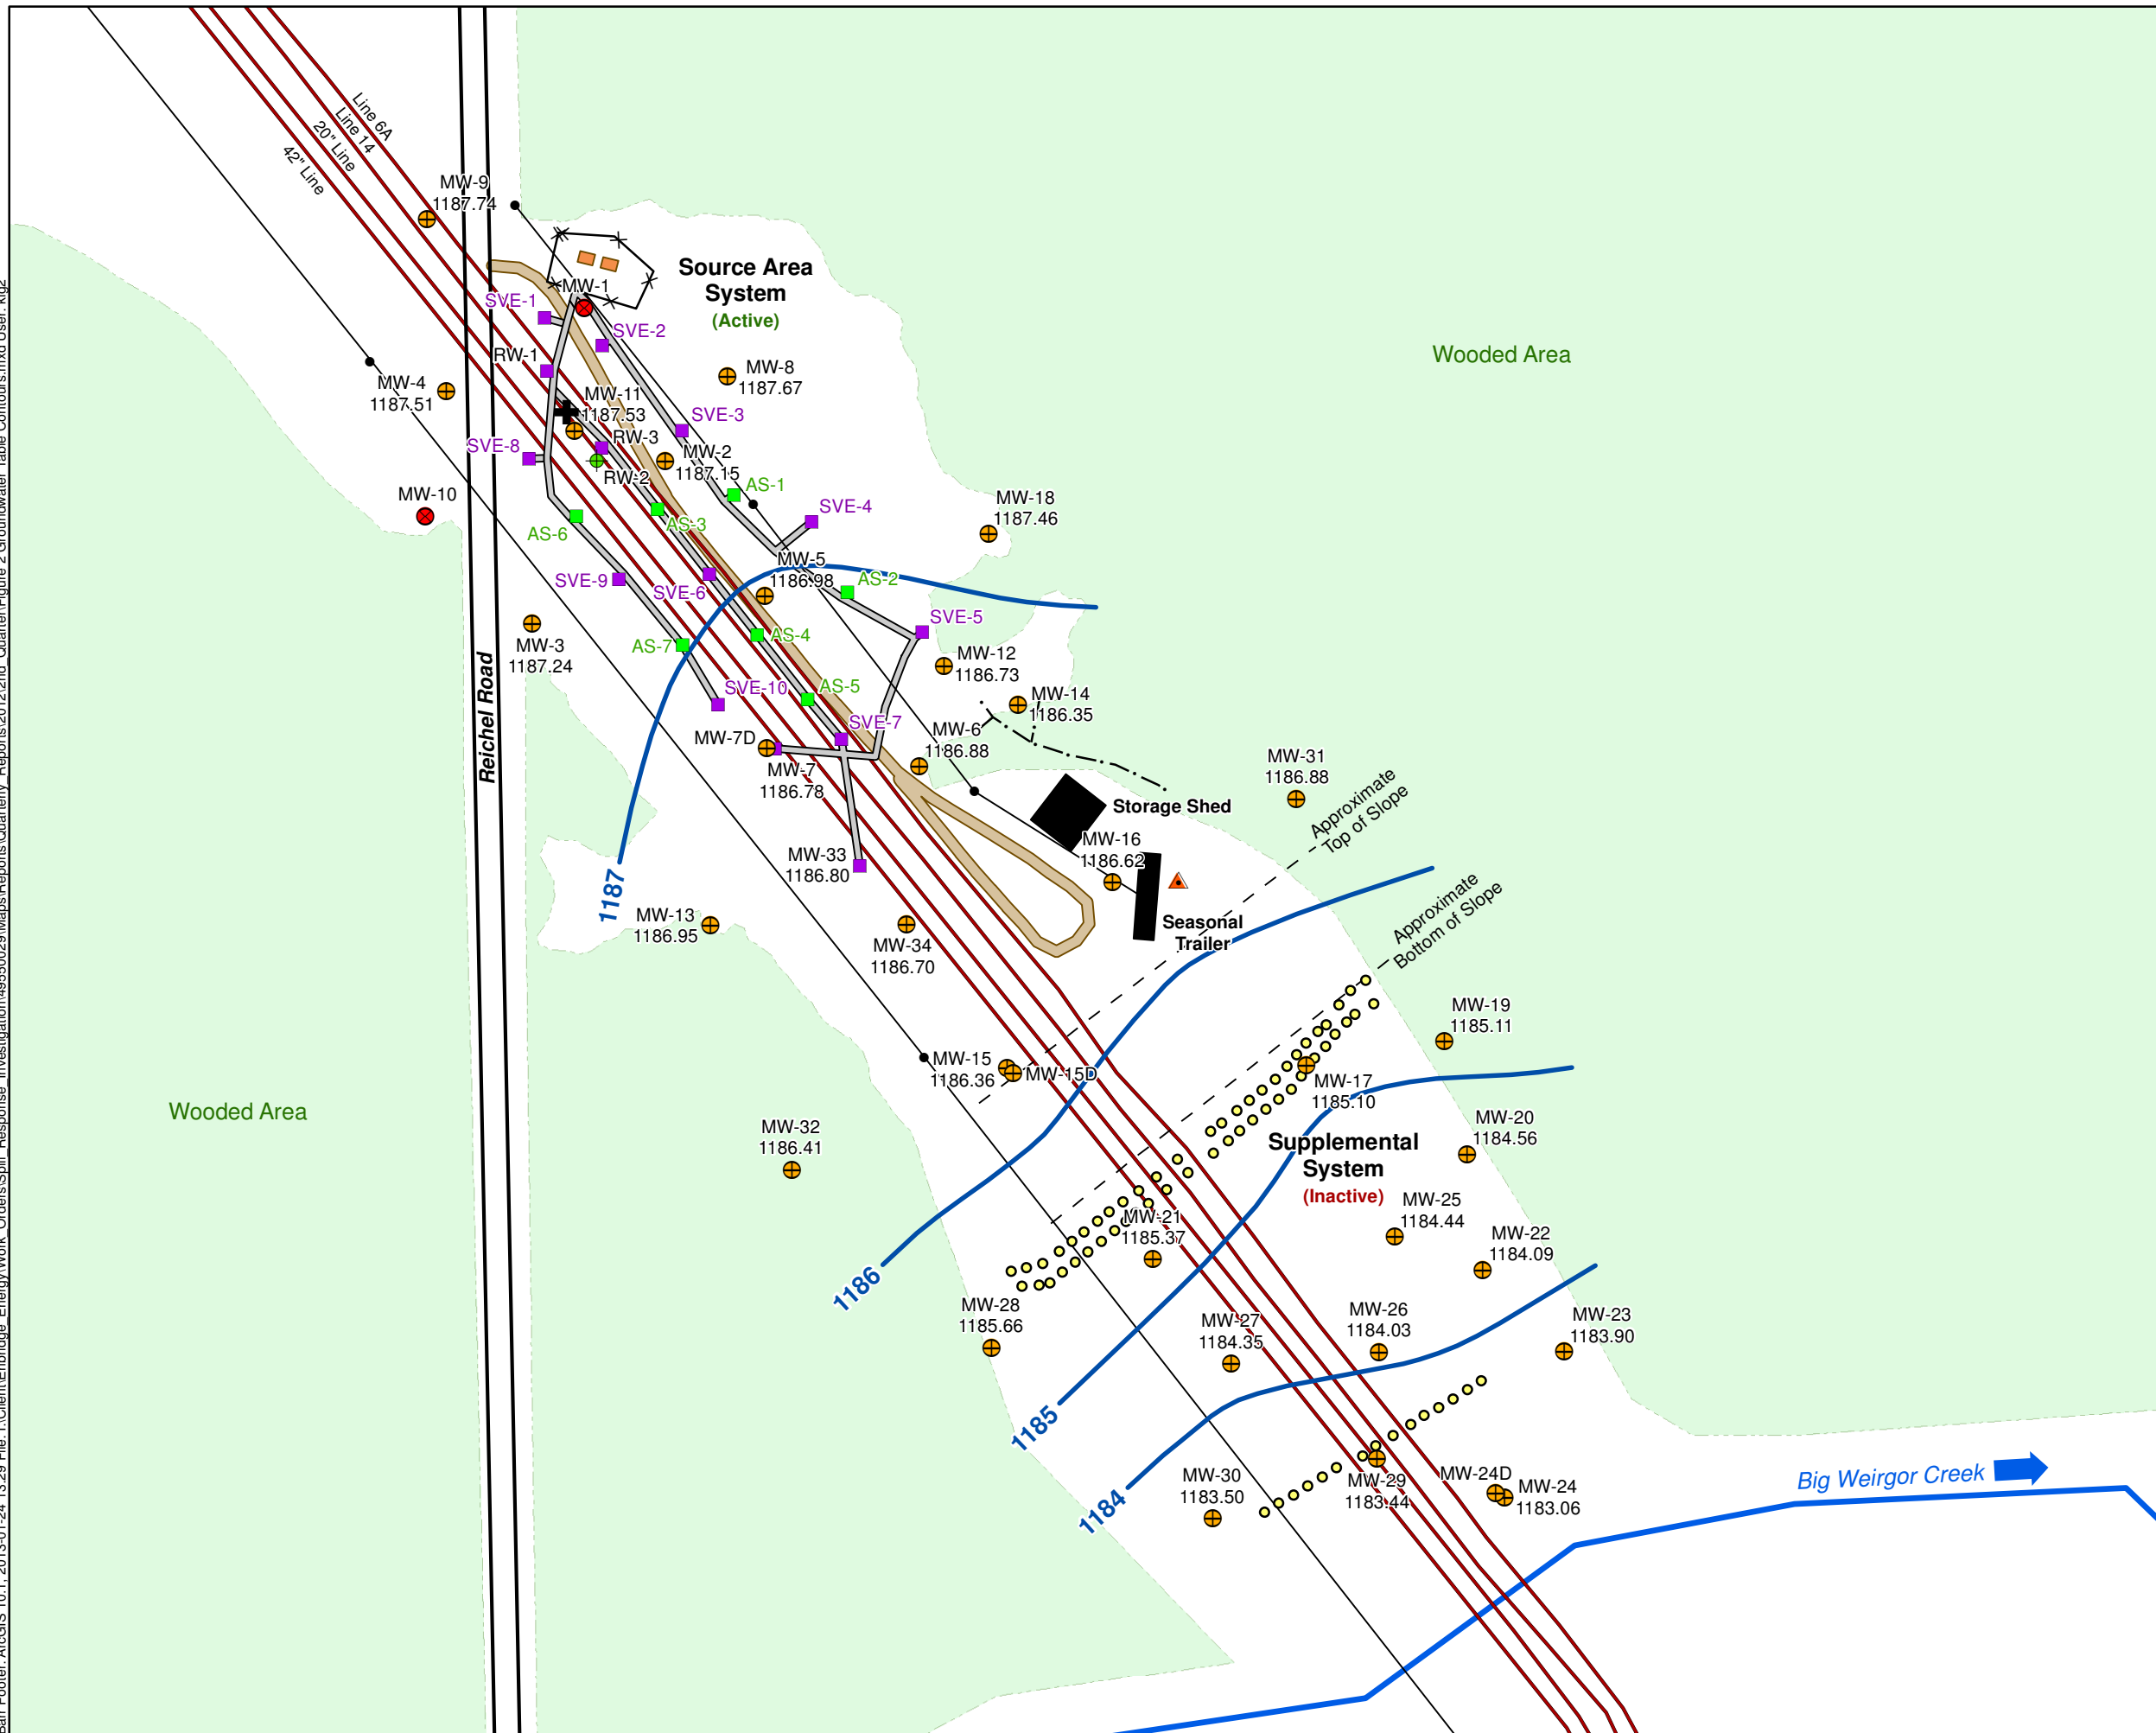 Line 6A
Line 14
20" Line
42" Line
MW-9
1187.74
Source Area
System
(Active)
MW-1
SVE-1
SVE-2
Wooded Area
RW-1
MW-8
1187.67
MW-4
1187.51
MW-11
1187.53
SVE-3
RW-3
SVE-8
MW-2
1187.15
RW-2
AS-1
MW-10
MW-18
1187.46
SVE-4
AS-3
AS-6
MW-5
1186.98
AS-2
SVE-9
SVE-6
SVE-5
AS-4
MW-3
1187.24
AS-7
MW-12
1186.73
SVE-10
AS-5
MW-14
1186.35
SVE-7
MW-6
1186.88
MW-7D
Reichel Road
MW-7
1186.78
MW-31
1186.88
Approximate
Top of Slope
Storage Shed
MW-16
1186.62
MW-33
1186.80
1187
Approximate
Bottom of Slope
MW-13
1186.95
Seasonal
Trailer
MW-34
1186.70
MW-19
1185.11
MW-15
1186.36
MW-15D
MW-17
1185.10
Wooded Area
MW-32
1186.41
Supplemental
System
(Inactive)
MW-20
1184.56
MW-25
1184.44
MW-21
1185.37
MW-22
1184.09
1186
MW-28
1185.66
MW-27
1184.35
MW-26
1184.03
MW-23
1183.90
1185
1184
MW-30
1183.50
MW-29
1183.44
MW-24D
MW-24
1183.06
Big Weirgor Creek